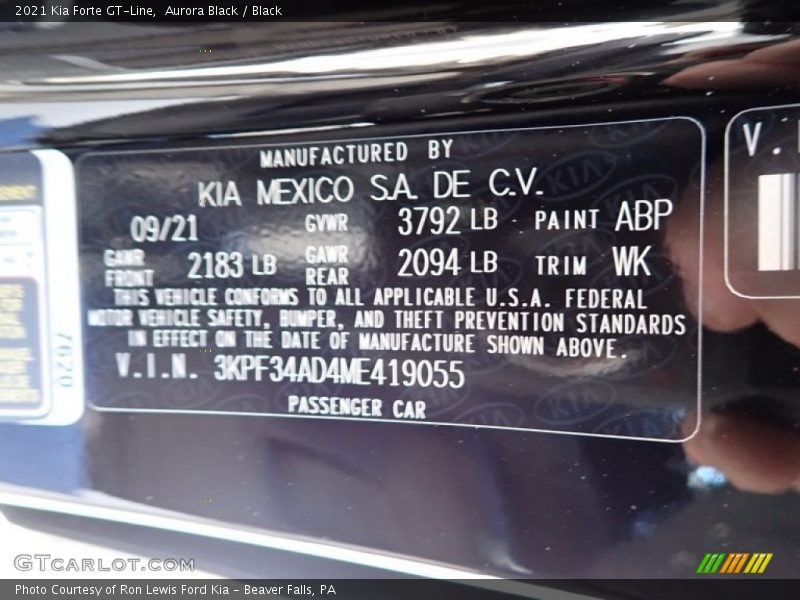 2021 Kia Forte GT-Line, Aurora Black / Black
MANUFACTURED BY
KIA MEXICO S.A. DE C.V.
09/21 GVWR 3792 LB PAINT ABP
GAWR FRONT 2183 LB GAWR REAR 2094 LB TRIM WK
THIS VEHICLE CONFORMS TO ALL APPLICABLE U.S.A. FEDERAL
MOTOR VEHICLE SAFETY, BUMPER, AND THEFT PREVENTION STANDARDS
IN EFFECT ON THE DATE OF MANUFACTURE SHOWN ABOVE.
V.I.N. 3KPF34AD4ME419055
PASSENGER CAR
V.
7620
GTCARLOT.COM
Photo Courtesy of Ron Lewis Ford Kia - Beaver Falls, PA